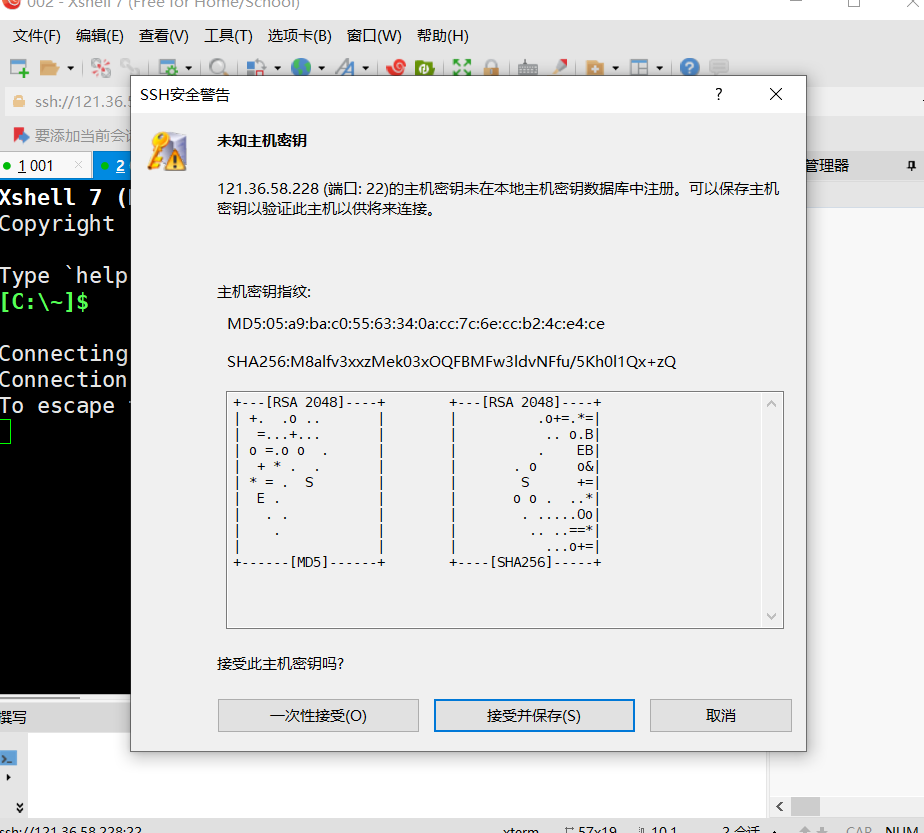 002 - Xshell 7 (Free for Home/School)
文件(F) 编辑(E) 查看(V) 工具(T) 选项卡(B) 窗口(W) 帮助(H)
ssh://121.36.5
要添加当前会
1 001
2
管理器
Xshell 7 (
Copyright
Type `help
[C:\~]$
Connecting
Connection
To escape
SSH安全警告
未知主机密钥
121.36.58.228 (端口: 22)的主机密钥未在本地主机密钥数据库中注册。可以保存主机
密钥以验证此主机以供将来连接。
主机密钥指纹:
MD5:05:a9:ba:c0:55:63:34:0a:cc:7c:6e:cc:b2:4c:e4:ce
SHA256:M8alfv3xxzMek03xOQFBMFw3ldvNFfu/5Kh0l1Qx+zQ
+---[RSA 2048]----+        +---[RSA 2048]----+
| +.  .o ..       |        |          .o+=.*=|
|  =...+...       |        |           .. o.B|
| o =.o o  .      |        |          .    EB|
|  + * .  .       |        |       . o     o&|
| * = .  S        |        |        S      +=|
|  E .            |        |       o o .  ..*|
|   . .           |        |        . .....Oo|
|    .            |        |         .. ..==*|
|                 |        |           ...o+=|
+------[MD5]------+        +----[SHA256]-----+
接受此主机密钥吗?
一次性接受(O) 接受并保存(S) 取消
撰写
ssh://121.36.58.228:22 xterm 57x19 10,1 2 会话 CAP NUM